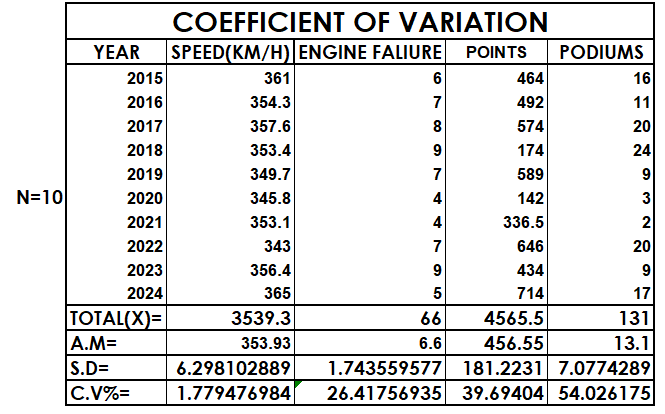 COEFFICIENT OF VARIATION
YEAR SPEED(KM/H) ENGINE FALIURE POINTS PODIUMS
2015 361 6 464 16
2016 354.3 7 492 11
2017 357.6 8 574 20
2018 353.4 9 174 24
2019 349.7 7 589 9
N=10 2020 345.8 4 142 3
2021 353.1 4 336.5 2
2022 343 7 646 20
2023 356.4 9 434 9
2024 365 5 714 17
TOTAL(X)= 3539.3 66 4565.5 131
A.M= 353.93 6.6 456.55 13.1
S.D= 6.298102889 1.743559577 181.2231 7.0774289
C.V%= 1.779476984 26.41756935 39.69404 54.026175